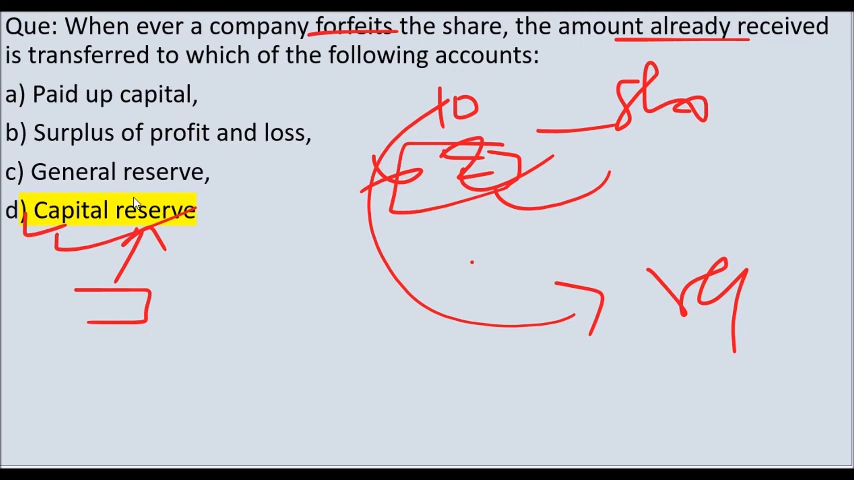 Que: When ever a company forfeits the share, the amount already received
is transferred to which of the following accounts:
a) Paid up capital,
b) Surplus of profit and loss,
c) General reserve,
d) Capital reserve
10